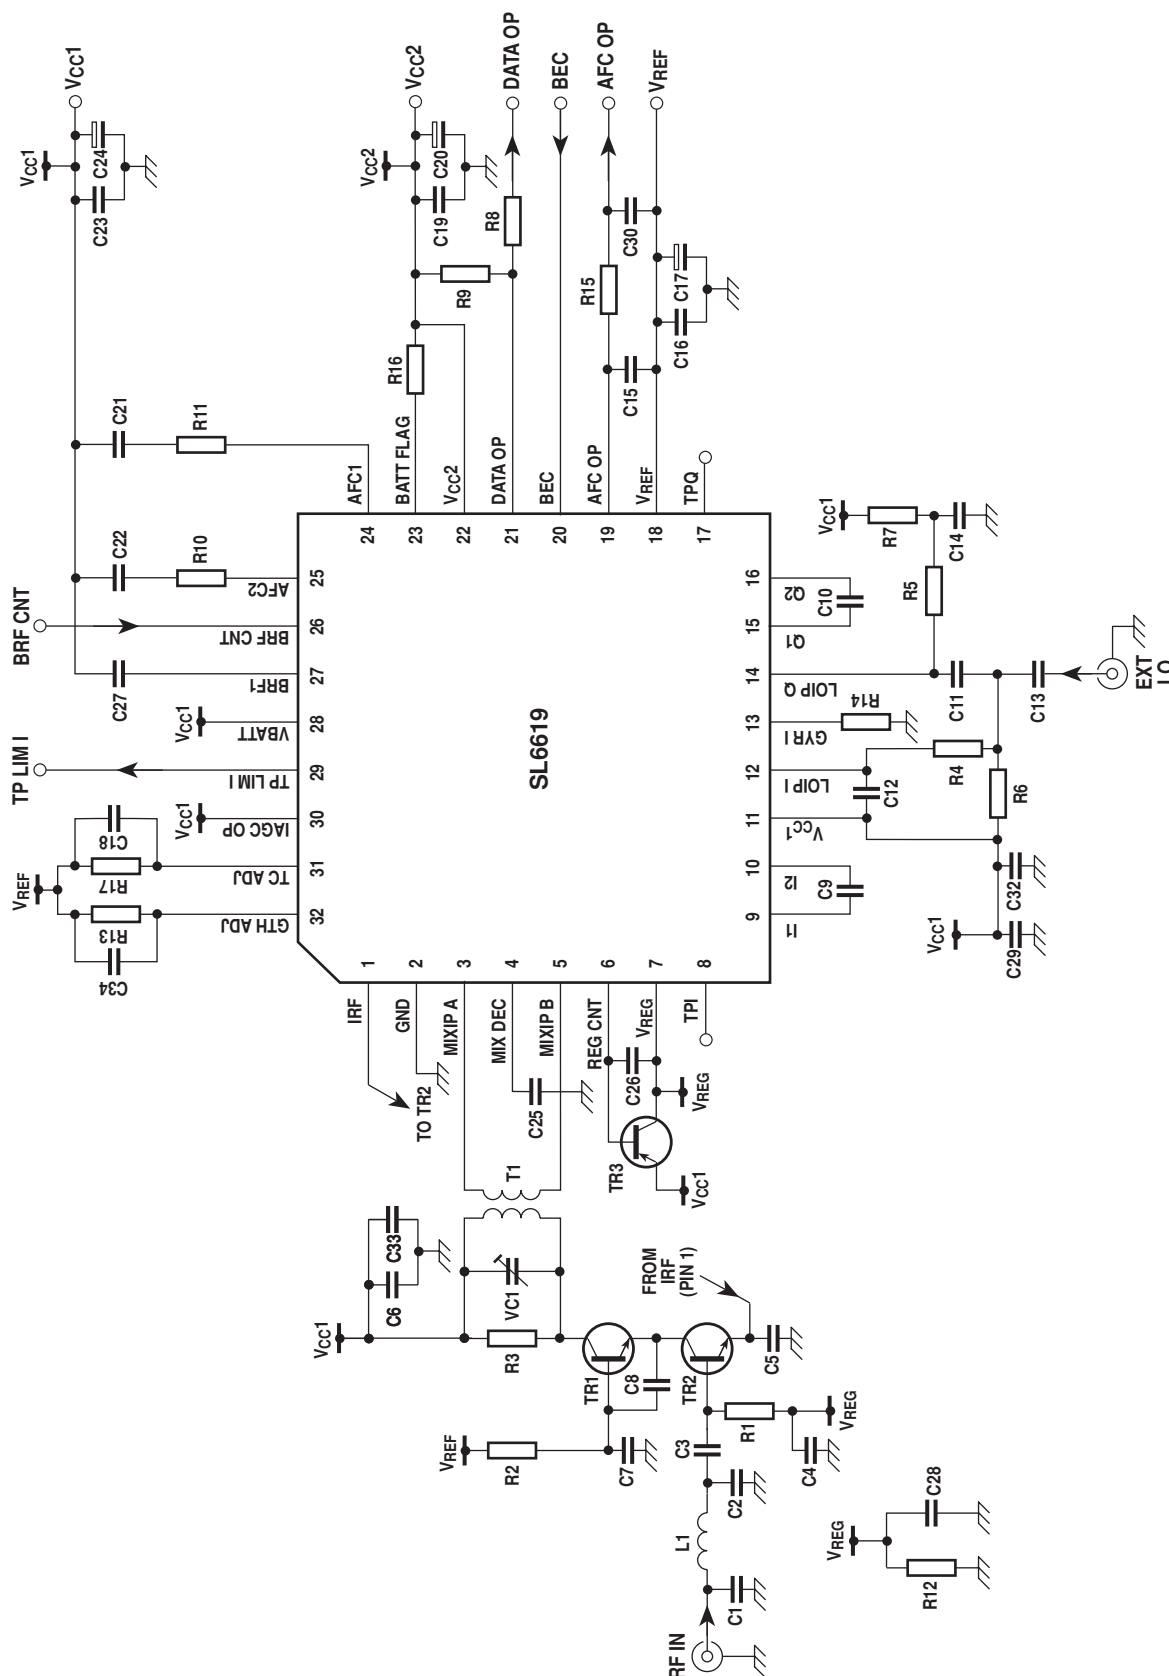 VCC1
VCC1
C23
C24
VCC2
VCC2
C19
C20
DATA OP
R8
R9
BEC
AFC OP
C30
R15
VREF
C17
C16
C15
R16
C21
R11
C22
R10
BRF CNT
C27
VCC1
TP LIM I
VCC1
C18
R17
VREF
R13
C34
AFC1
24
BATT FLAG
23
VCC2
22
DATA OP
21
BEC
20
AFC OP
19
VREF
18
TPQ
17
AFC2
25
BRF CNT
26
BRF1
27
VBATT
28
TP LIM I
29
IAGC OP
30
TC ADJ
31
GTH ADJ
32
SL6619
16
Q2
15
Q1
14
LOIP Q
13
GYR I
12
LOIP I
11
VCC1
10
I2
9
I1
C10
VCC1
R7
C14
R5
C11
C13
EXT
LO
R14
R4
R6
C12
C9
C32
VCC1
C29
1
IRF
2
GND
3
MIXIP A
4
MIX DEC
5
MIXIP B
6
REG CNT
7
VREG
8
TPI
TO TR2
C25
C26
VREG
TR3
VCC1
T1
C33
C6
VCC1
VC1
R3
FROM
IRF
(PIN 1)
TR1
C8
TR2
C5
VREF
R2
C7
C3
R1
VREG
C4
C2
L1
C1
RF IN
VREG
C28
R12